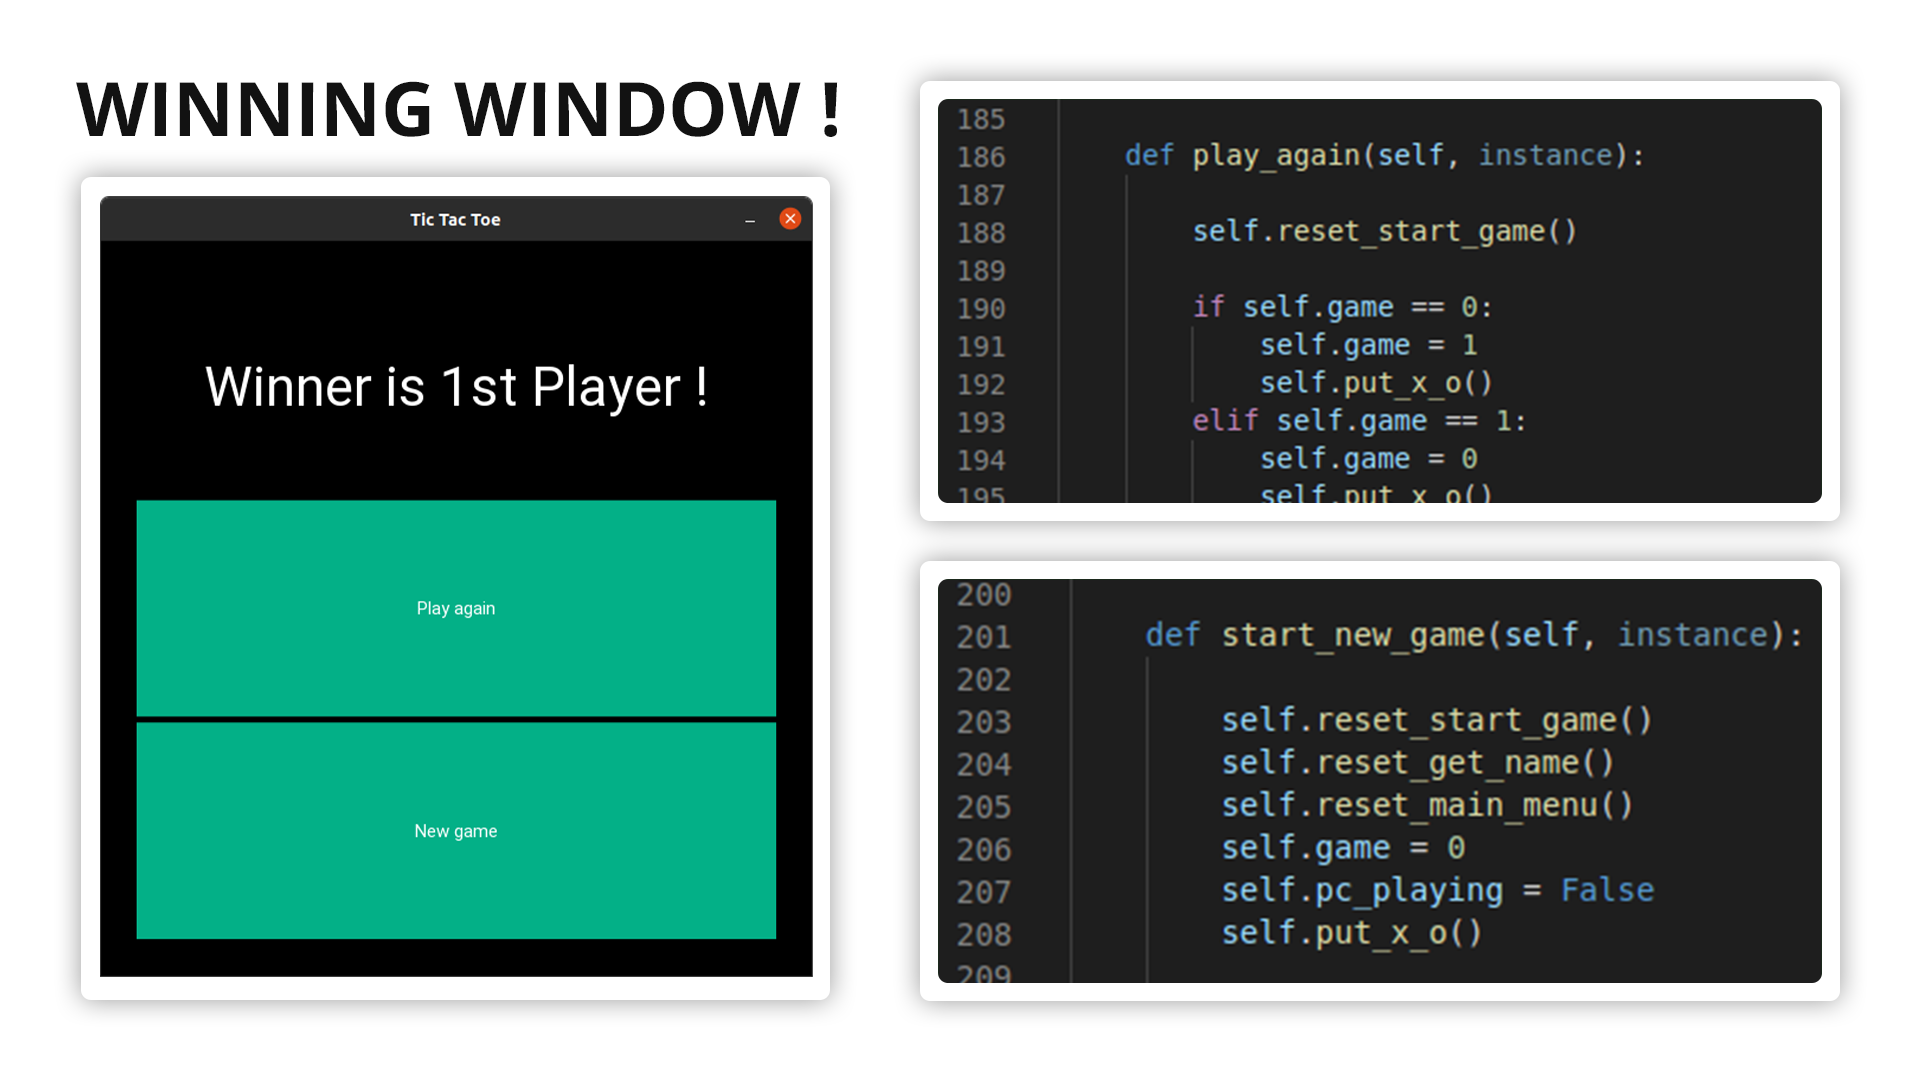 WINNING WINDOW !
Tic Tac Toe
Winner is 1st Player !
Play again
New game
185
186 def play_again(self, instance):
187
188 self.reset_start_game()
189
190 if self.game == 0:
191 self.game = 1
192 self.put_x_o()
193 elif self.game == 1:
194 self.game = 0
195 self.put_x_o()
200
201 def start_new_game(self, instance):
202
203 self.reset_start_game()
204 self.reset_get_name()
205 self.reset_main_menu()
206 self.game = 0
207 self.pc_playing = False
208 self.put_x_o()
209